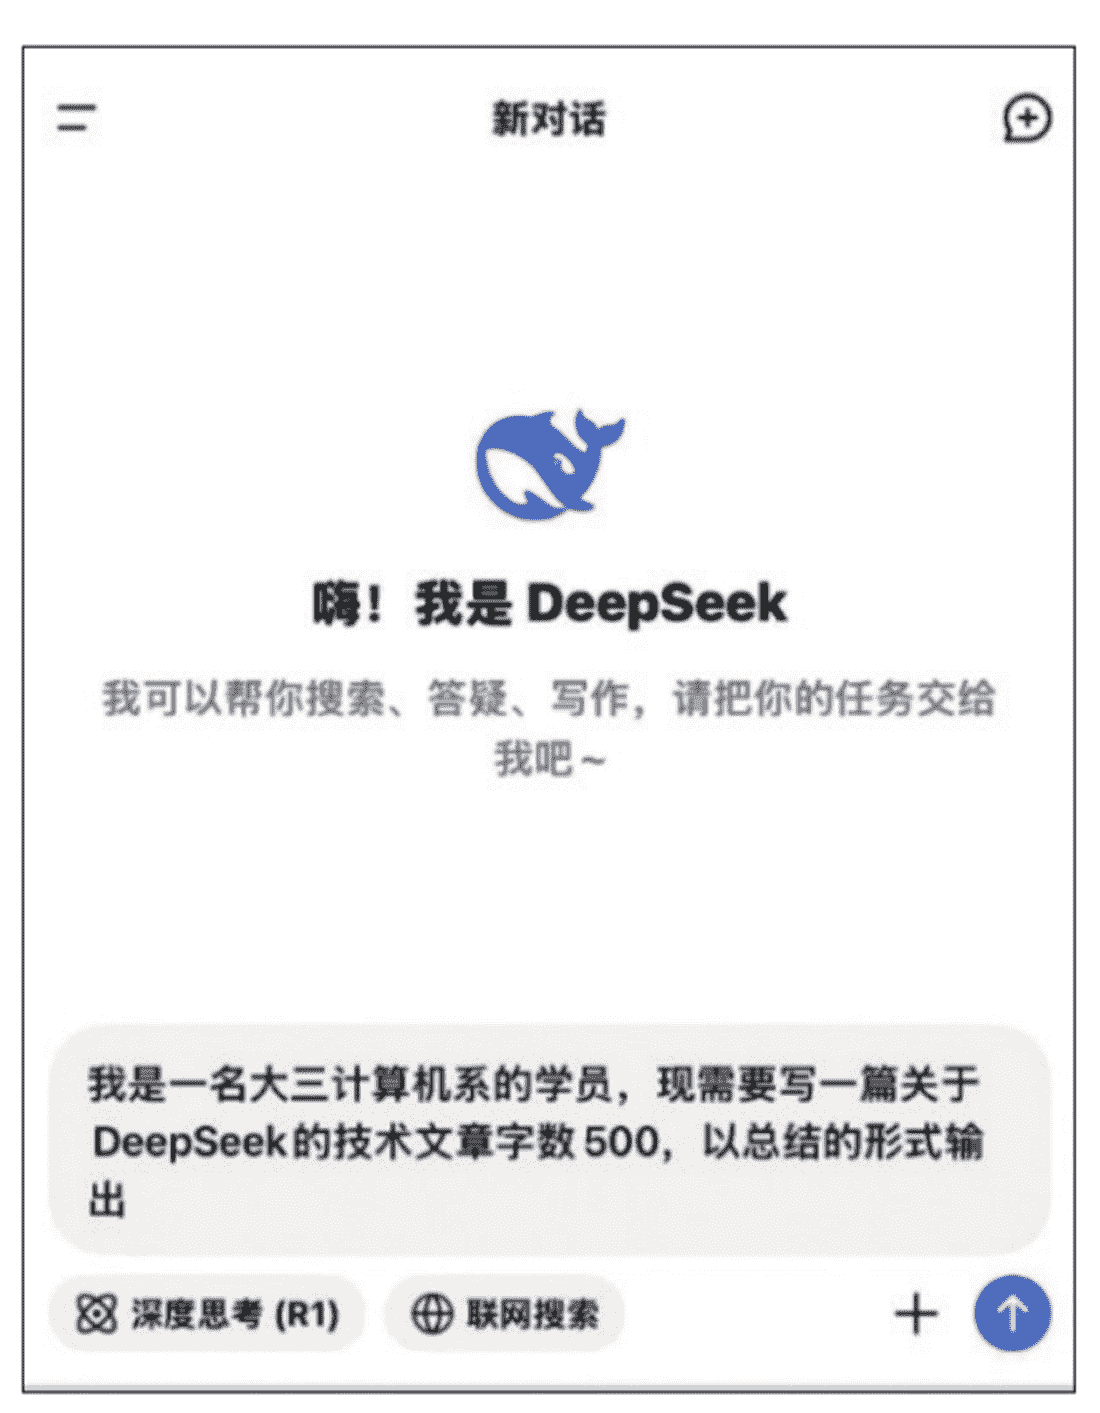 新对话
嗨！我是 DeepSeek
我可以帮你搜索、答疑、写作，请把你的任务交给
我吧~
我是一名大三计算机系的学员，现需要写一篇关于
DeepSeek的技术文章字数500，以总结的形式输
出
深度思考 (R1) 联网搜索